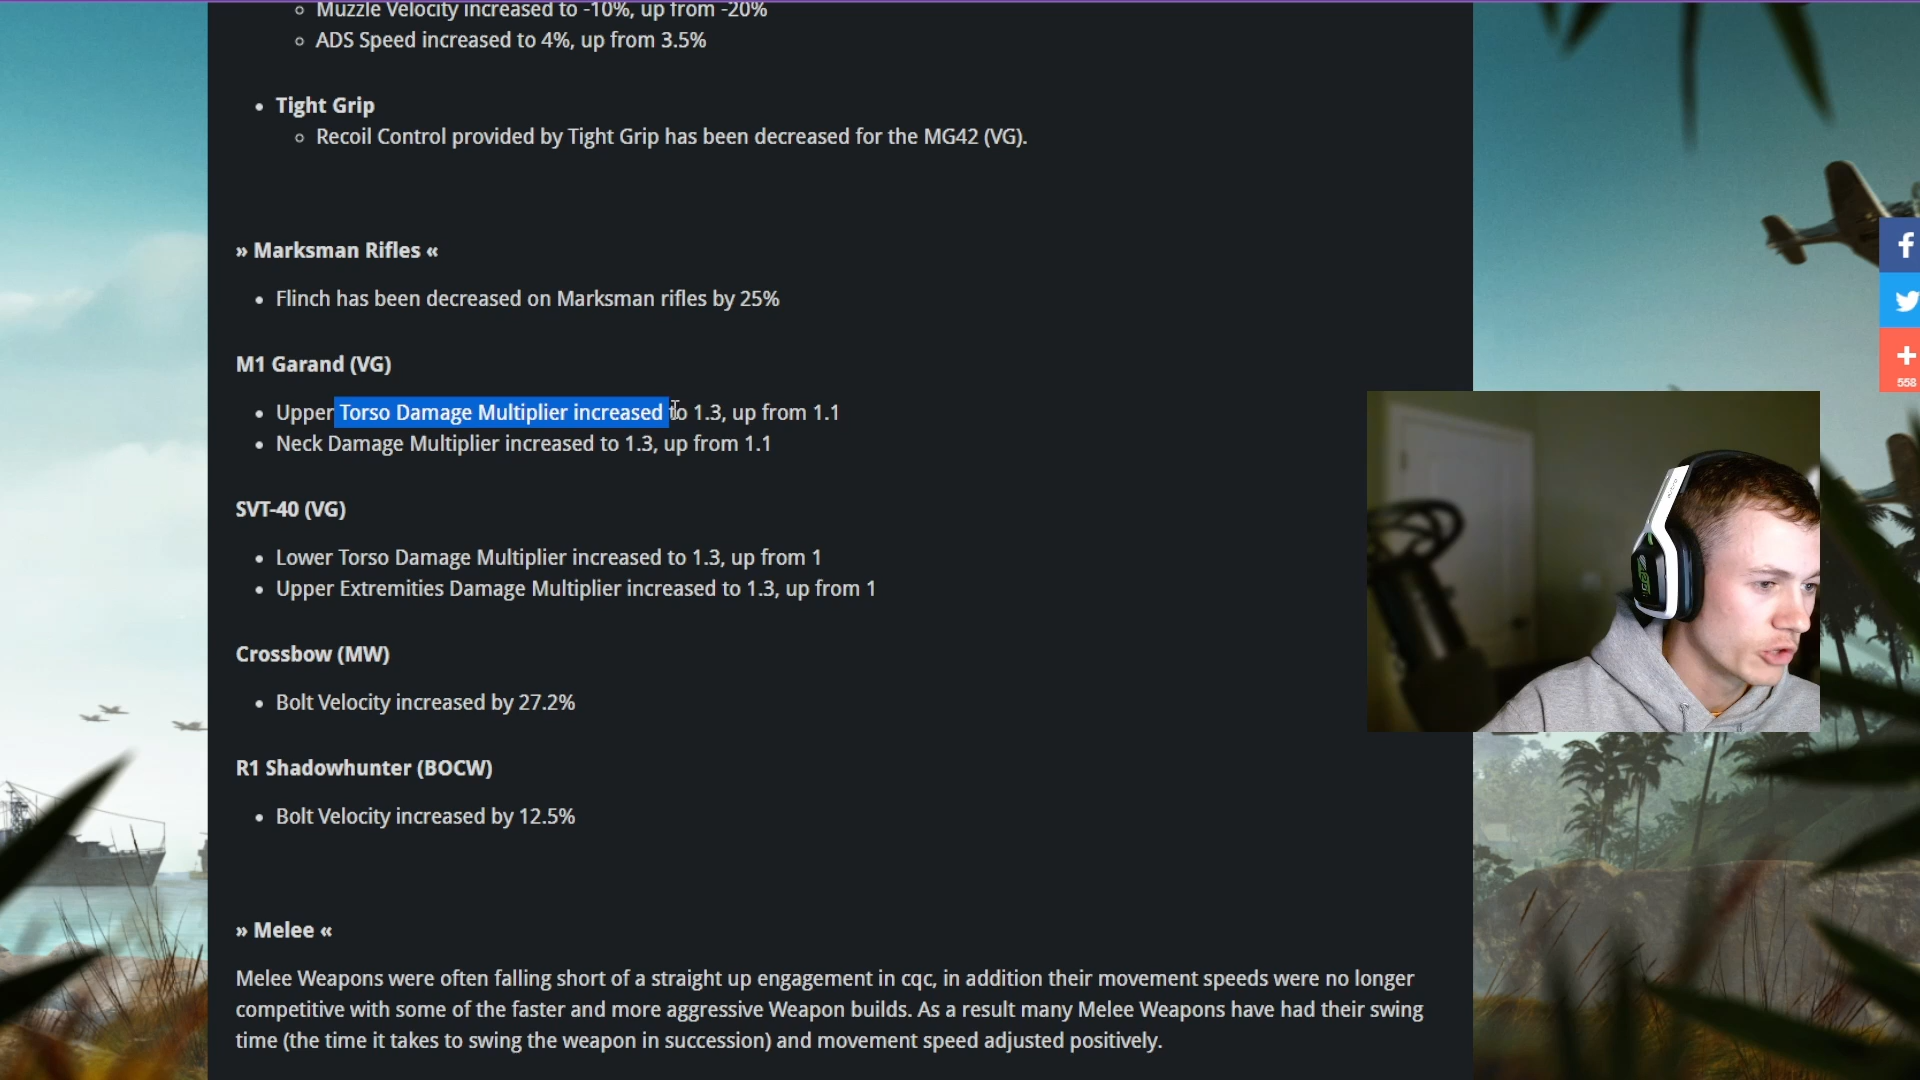 Muzzle Velocity increased to -10%, up from -20%
ADS Speed increased to 4%, up from 3.5%
Tight Grip
Recoil Control provided by Tight Grip has been decreased for the MG42 (VG).
» Marksman Rifles «
Flinch has been decreased on Marksman rifles by 25%
M1 Garand (VG)
Upper Torso Damage Multiplier increased to 1.3, up from 1.1
Neck Damage Multiplier increased to 1.3, up from 1.1
SVT-40 (VG)
Lower Torso Damage Multiplier increased to 1.3, up from 1
Upper Extremities Damage Multiplier increased to 1.3, up from 1
Crossbow (MW)
Bolt Velocity increased by 27.2%
R1 Shadowhunter (BOCW)
Bolt Velocity increased by 12.5%
» Melee «
Melee Weapons were often falling short of a straight up engagement in cqc, in addition their movement speeds were no longer
competitive with some of the faster and more aggressive Weapon builds. As a result many Melee Weapons have had their swing
time (the time it takes to swing the weapon in succession) and movement speed adjusted positively.
558